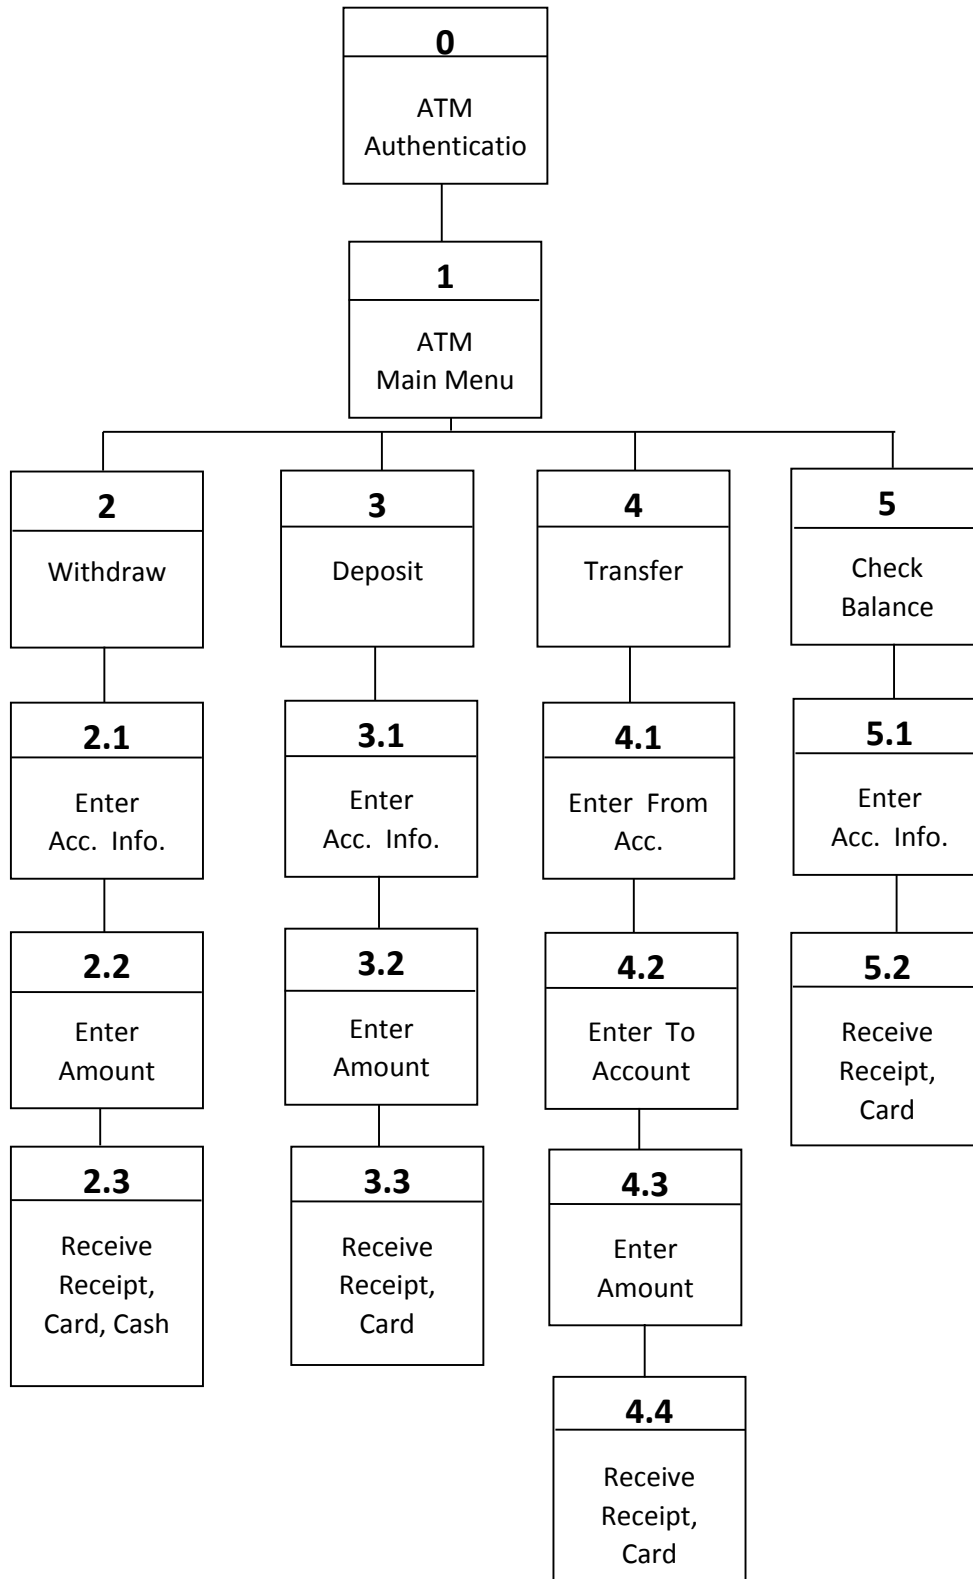 0
ATM
Authenticatio
1
ATM
Main Menu
2
Withdraw
3
Deposit
4
Transfer
5
Check
Balance
2.1
Enter
Acc. Info.
3.1
Enter
Acc. Info.
4.1
Enter From
Acc.
5.1
Enter
Acc. Info.
2.2
Enter
Amount
3.2
Enter
Amount
4.2
Enter To
Account
5.2
Receive
Receipt,
Card
2.3
Receive
Receipt,
Card, Cash
3.3
Receive
Receipt,
Card
4.3
Enter
Amount
4.4
Receive
Receipt,
Card